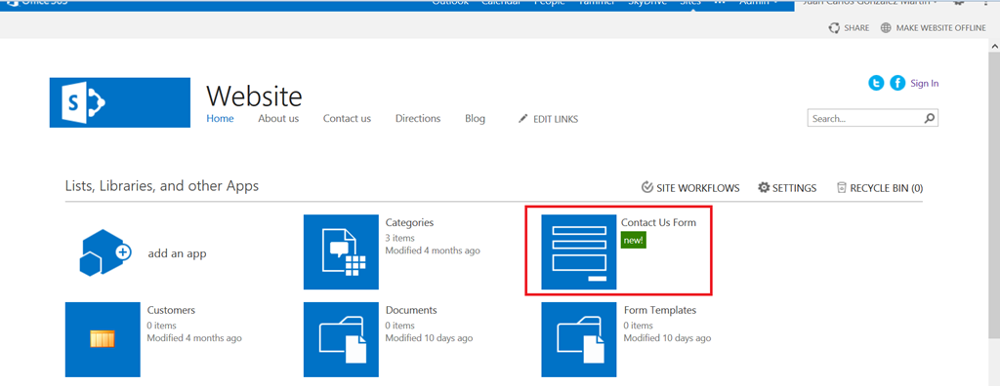 Office 365 Outlook Calendar People Yammer SkyDrive Sites ••• Admin Juan Carlos González Martín
SHARE MAKE WEBSITE OFFLINE
S
Website
Sign In
Home About us Contact us Directions Blog EDIT LINKS
Search...
Lists, Libraries, and other Apps SITE WORKFLOWS SETTINGS RECYCLE BIN (0)
add an app
Categories
3 items
Modified 4 months ago
Contact Us Form
new!
Customers
0 items
Modified 4 months ago
Documents
0 items
Modified 10 days ago
Form Templates
0 items
Modified 10 days ago